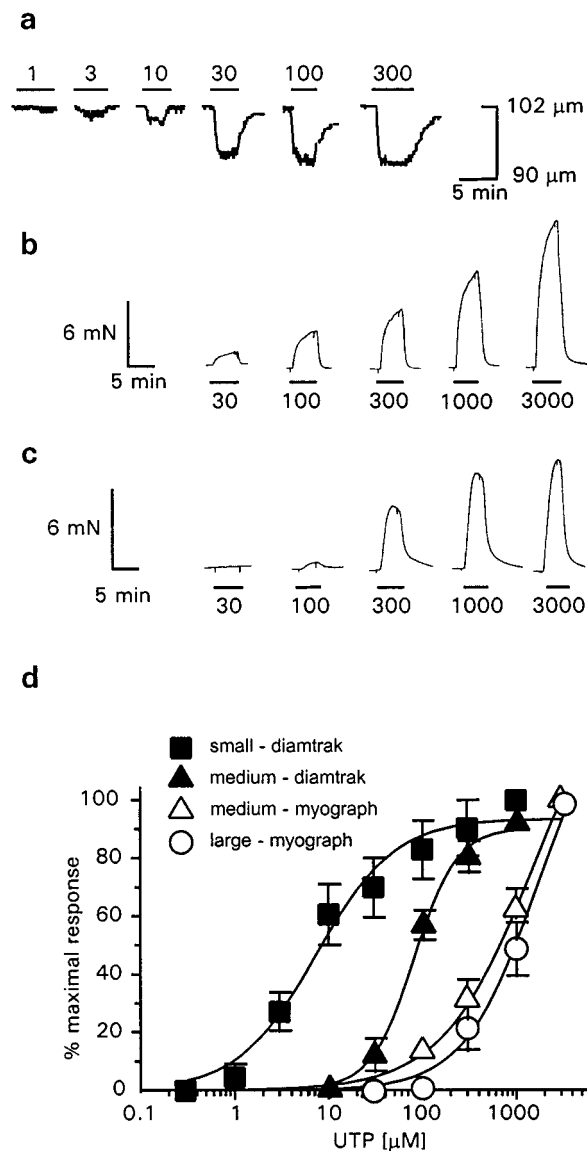 a
1 3 10 30 100 300
102 µm
90 µm
5 min
b
6 mN
5 min
30 100 300 1000 3000
c
6 mN
5 min
30 100 300 1000 3000
d
small - diamtrak
medium - diamtrak
medium - myograph
large - myograph
100
80
60
40
20
0
% maximal response
0.1 1 10 100 1000
UTP [µM]